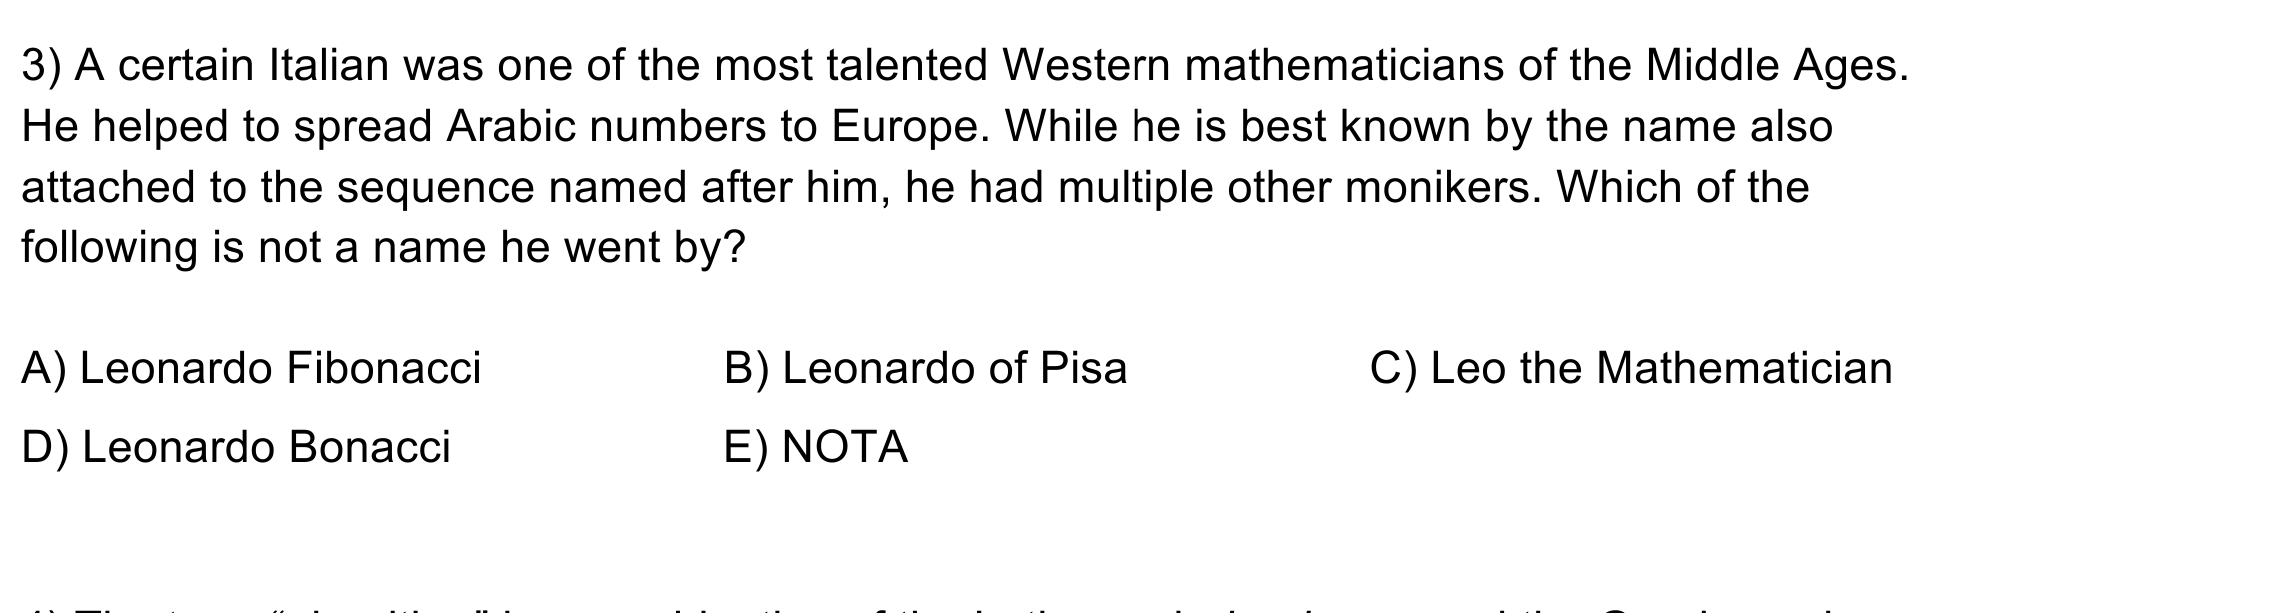 3) A certain Italian was one of the most talented Western mathematicians of the Middle Ages.
He helped to spread Arabic numbers to Europe. While he is best known by the name also
attached to the sequence named after him, he had multiple other monikers. Which of the
following is not a name he went by?
A) Leonardo Fibonacci B) Leonardo of Pisa C) Leo the Mathematician
D) Leonardo Bonacci E) NOTA